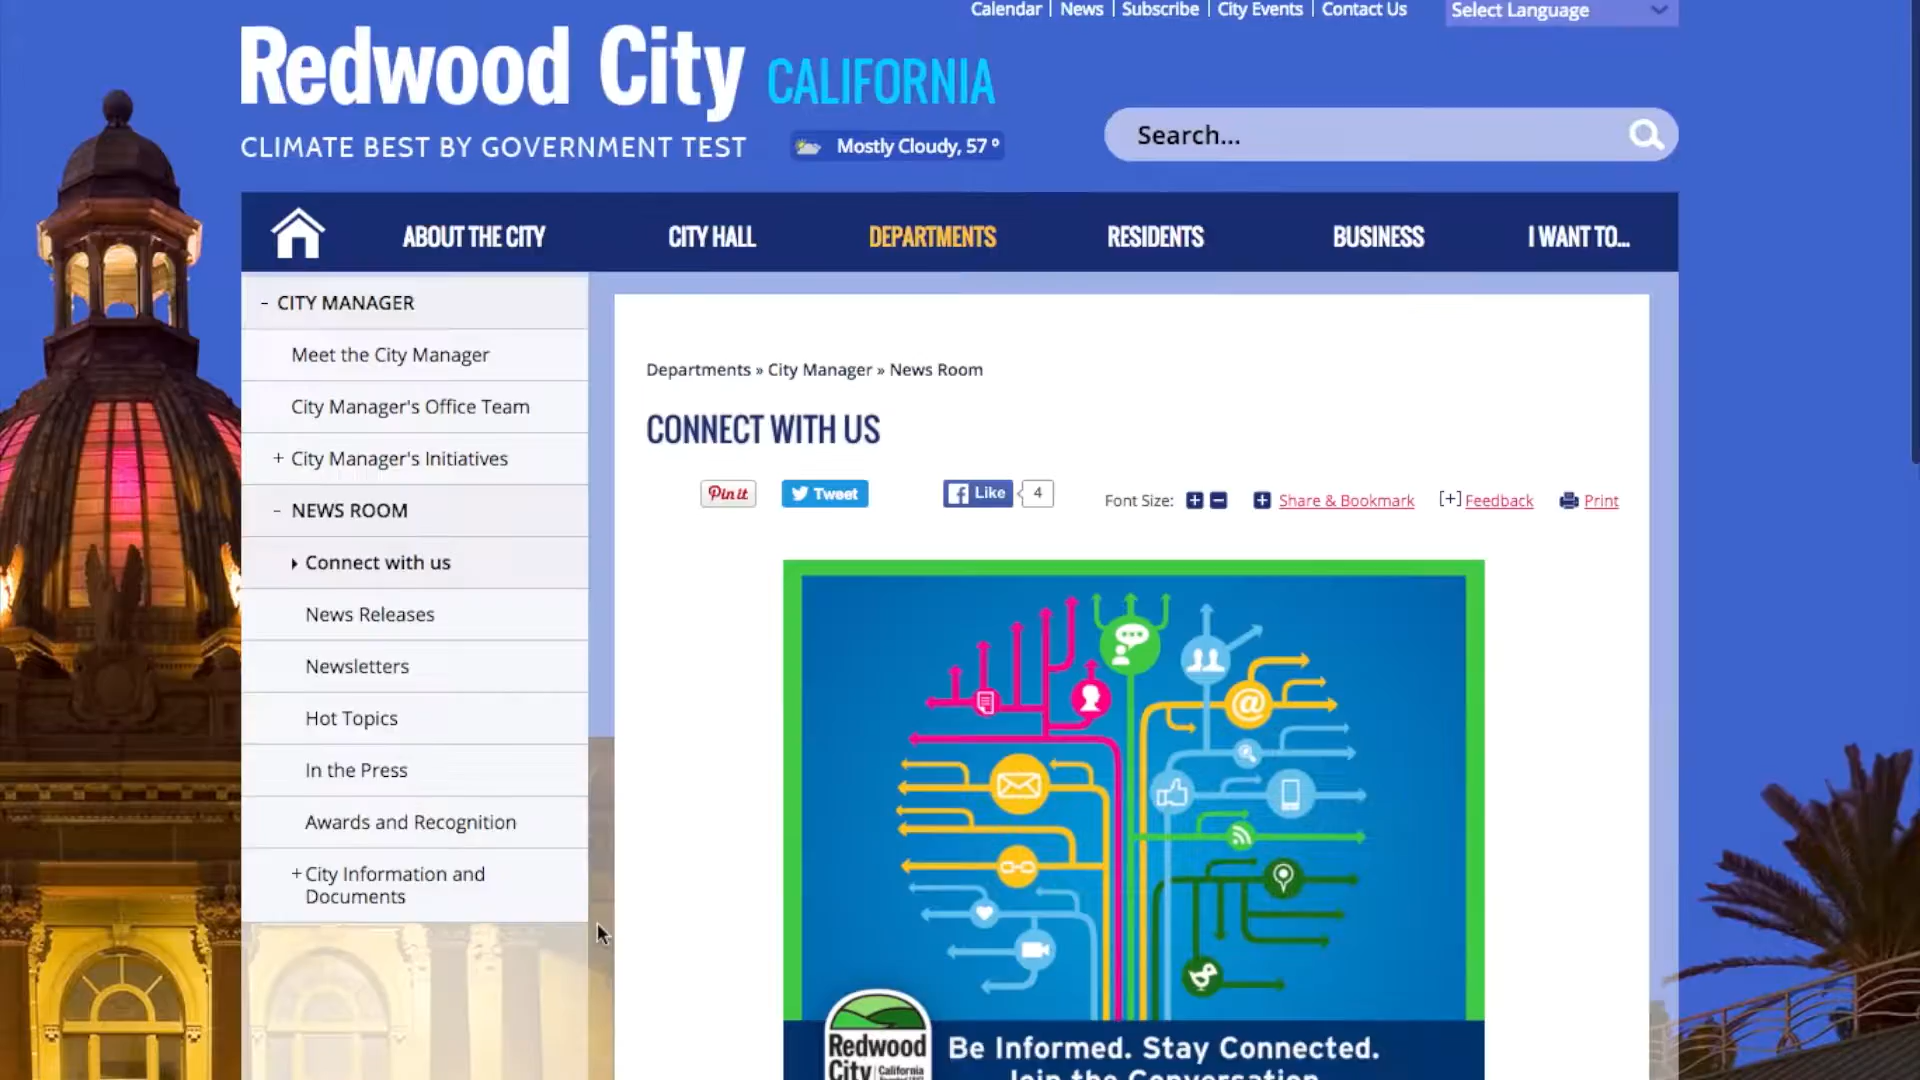 Calendar | News | Subscribe | City Events | Contact Us
Select Language
Redwood City CALIFORNIA
CLIMATE BEST BY GOVERNMENT TEST
Mostly Cloudy, 57 º
Search...
ABOUT THE CITY
CITY HALL
DEPARTMENTS
RESIDENTS
BUSINESS
I WANT TO...
- CITY MANAGER
Meet the City Manager
City Manager's Office Team
+ City Manager's Initiatives
- NEWS ROOM
Connect with us
News Releases
Newsletters
Hot Topics
In the Press
Awards and Recognition
+ City Information and
Documents
Departments » City Manager » News Room
CONNECT WITH US
Pin it
Tweet
Like 4
Font Size:
Share & Bookmark
[+] Feedback
Print
@
Redwood
City California
Be Informed. Stay Connected.
Join the Conversation